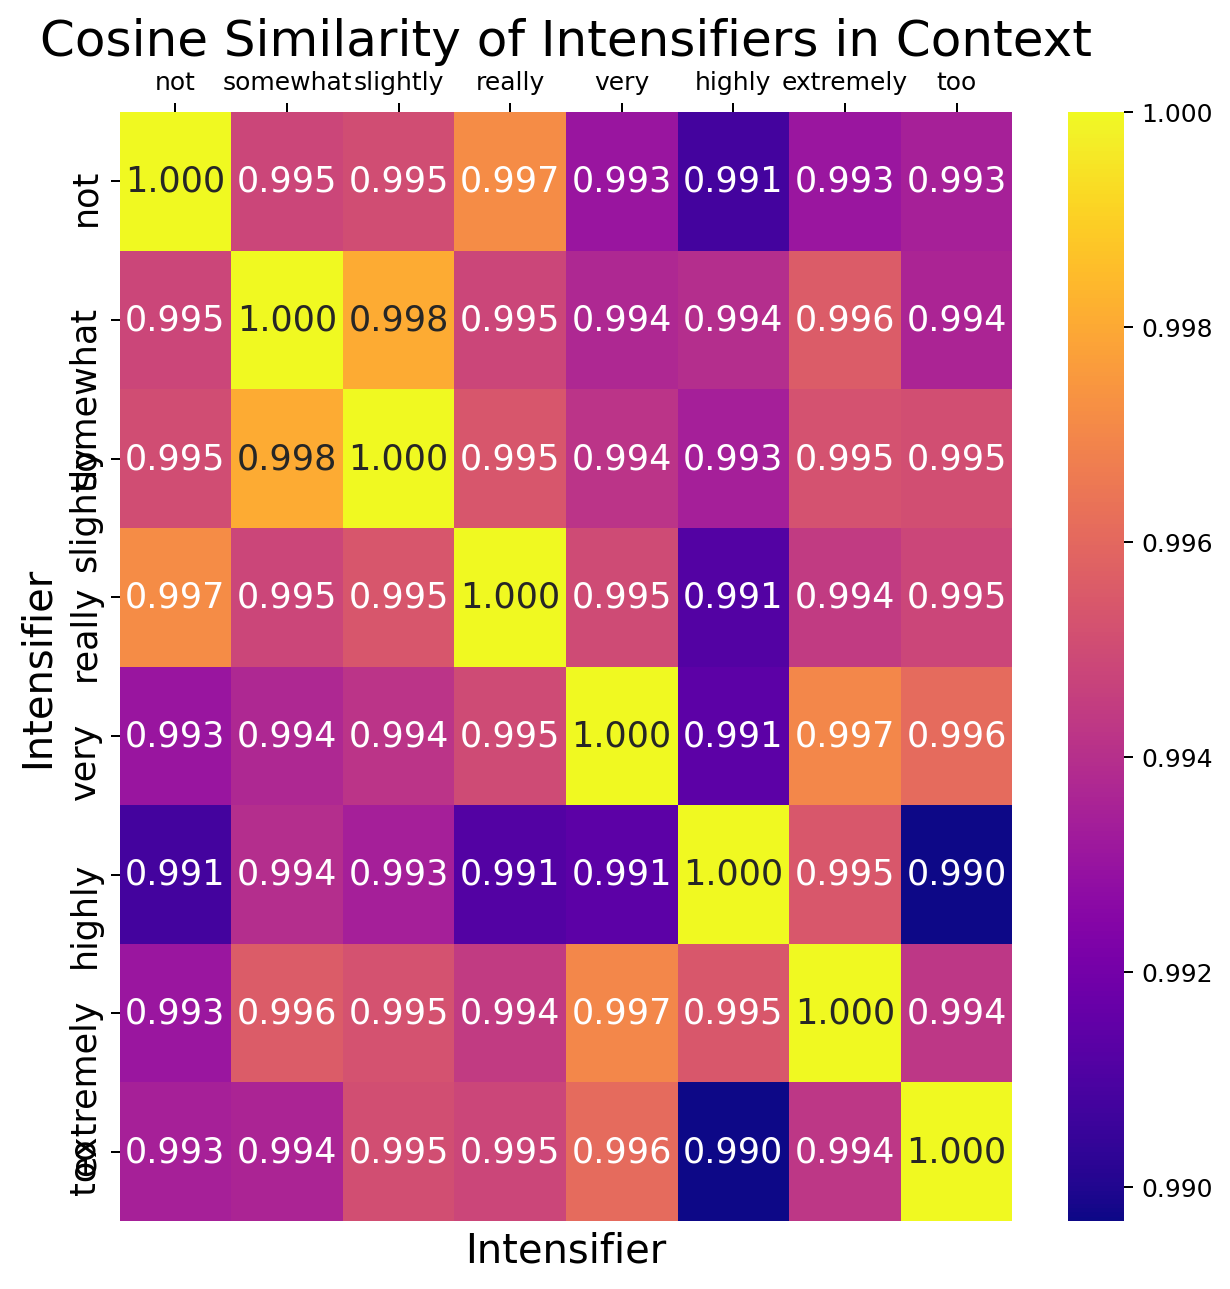 Cosine Similarity of Intensifiers in Context
not somewhat slightly really very highly extremely too
not 1.000 0.995 0.995 0.997 0.993 0.991 0.993 0.993
somewhat 0.995 1.000 0.998 0.995 0.994 0.994 0.996 0.994
slightly 0.995 0.998 1.000 0.995 0.994 0.993 0.995 0.995
really 0.997 0.995 0.995 1.000 0.995 0.991 0.994 0.995
very 0.993 0.994 0.994 0.995 1.000 0.991 0.997 0.996
highly 0.991 0.994 0.993 0.991 0.991 1.000 0.995 0.990
extremely 0.993 0.996 0.995 0.994 0.997 0.995 1.000 0.994
too 0.993 0.994 0.995 0.995 0.996 0.990 0.994 1.000
Intensifier
Intensifier
1.000
0.998
0.996
0.994
0.992
0.990